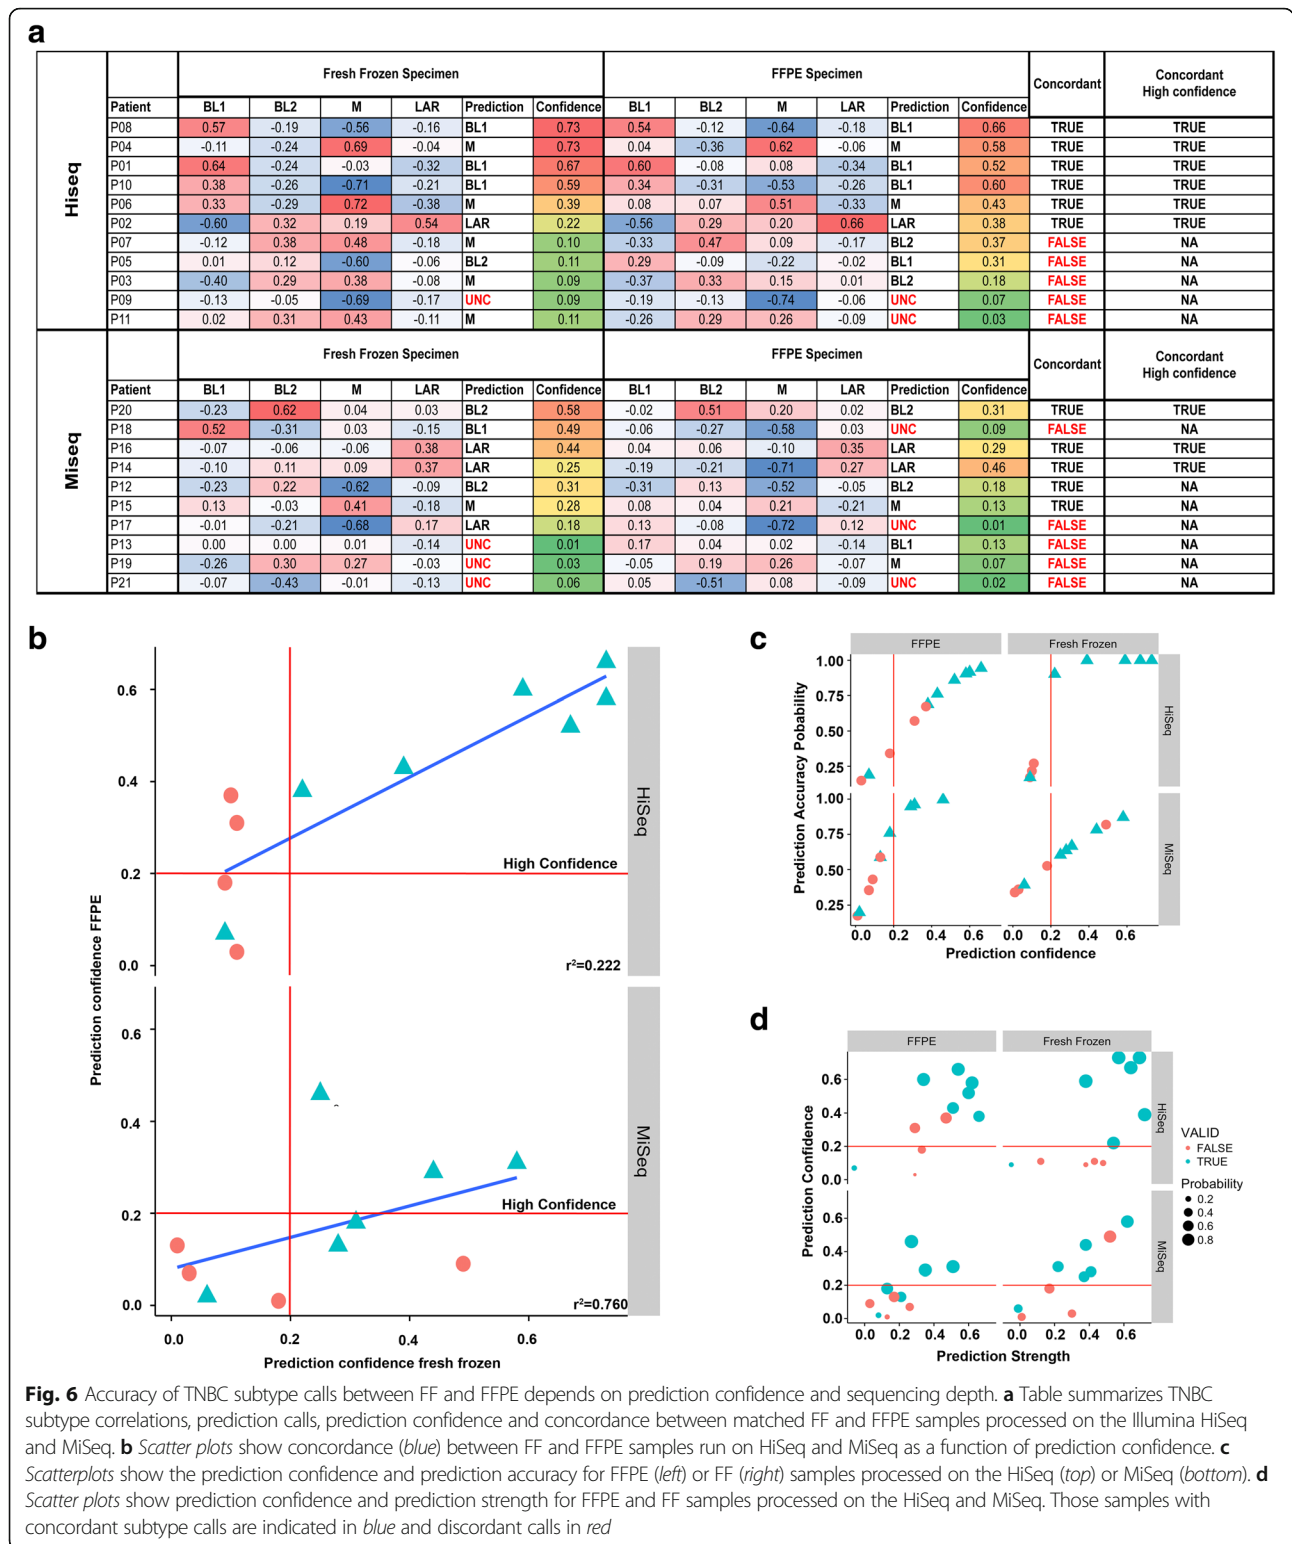 a
Hiseq
Fresh Frozen Specimen FFPE Specimen Concordant Concordant High confidence
Patient BL1 BL2 M LAR Prediction Confidence BL1 BL2 M LAR Prediction Confidence
P08 0.57 -0.19 -0.56 -0.16 BL1 0.73 0.54 -0.12 -0.64 -0.18 BL1 0.66 TRUE TRUE
P04 -0.11 -0.24 0.69 -0.04 M 0.73 0.04 -0.36 0.62 -0.06 M 0.58 TRUE TRUE
P01 0.64 -0.24 -0.03 -0.32 BL1 0.67 0.60 -0.08 0.08 -0.34 BL1 0.52 TRUE TRUE
P10 0.38 -0.26 -0.71 -0.21 BL1 0.59 0.34 -0.31 -0.53 -0.26 BL1 0.60 TRUE TRUE
P06 0.33 -0.29 0.72 -0.38 M 0.39 0.08 0.07 0.51 -0.33 M 0.43 TRUE TRUE
P02 -0.60 0.32 0.19 0.54 LAR 0.22 -0.56 0.29 0.20 0.66 LAR 0.38 TRUE TRUE
P07 -0.12 0.38 0.48 -0.18 M 0.10 -0.33 0.47 0.09 -0.17 BL2 0.37 FALSE NA
P05 0.01 0.12 -0.60 -0.06 BL2 0.11 0.29 -0.09 -0.22 -0.02 BL1 0.31 FALSE NA
P03 -0.40 0.29 0.38 -0.08 M 0.09 -0.37 0.33 0.15 0.01 BL2 0.18 FALSE NA
P09 -0.13 -0.05 -0.69 -0.17 UNC 0.09 -0.19 -0.13 -0.74 -0.06 UNC 0.07 FALSE NA
P11 0.02 0.31 0.43 -0.11 M 0.11 -0.26 0.29 0.26 -0.09 UNC 0.03 FALSE NA
Miseq
Fresh Frozen Specimen FFPE Specimen Concordant Concordant High confidence
Patient BL1 BL2 M LAR Prediction Confidence BL1 BL2 M LAR Prediction Confidence
P20 -0.23 0.62 0.04 0.03 BL2 0.58 -0.02 0.51 0.20 0.02 BL2 0.31 TRUE TRUE
P18 0.52 -0.31 0.03 -0.15 BL1 0.49 -0.06 -0.27 -0.58 0.03 UNC 0.09 FALSE NA
P16 -0.07 -0.06 -0.06 0.38 LAR 0.44 0.04 0.06 -0.10 0.35 LAR 0.29 TRUE TRUE
P14 -0.10 0.11 0.09 0.37 LAR 0.25 -0.19 -0.21 -0.71 0.27 LAR 0.46 TRUE TRUE
P12 -0.23 0.22 -0.62 -0.09 BL2 0.31 -0.31 0.13 -0.52 -0.05 BL2 0.18 TRUE NA
P15 0.13 -0.03 0.41 -0.18 M 0.28 0.08 0.04 0.21 -0.21 M 0.13 TRUE NA
P17 -0.01 -0.21 -0.68 0.17 LAR 0.18 0.13 -0.08 -0.72 0.12 UNC 0.01 FALSE NA
P13 0.00 0.00 0.01 -0.14 UNC 0.01 0.17 0.04 0.02 -0.14 BL1 0.13 FALSE NA
P19 -0.26 0.30 0.27 -0.03 UNC 0.03 -0.05 0.19 0.26 -0.07 M 0.07 FALSE NA
P21 -0.07 -0.43 -0.01 -0.13 UNC 0.06 0.05 -0.51 0.08 -0.09 UNC 0.02 FALSE NA
b
Prediction confidence FFPE
0.6
0.4
0.2
0.0
High Confidence
r²=0.222
HiSeq
0.6
0.4
0.2
0.0
High Confidence
r²=0.760
MiSeq
0.0 0.2 0.4 0.6
Prediction confidence fresh frozen
c
FFPE Fresh Frozen
Prediction Accuracy Pobability
1.00
0.75
0.50
0.25
HiSeq
1.00
0.75
0.50
0.25
MiSeq
0.0 0.2 0.4 0.6 0.0 0.2 0.4 0.6
Prediction confidence
d
FFPE Fresh Frozen
Prediction Confidence
0.6
0.4
0.2
0.0
HiSeq
0.6
0.4
0.2
0.0
MiSeq
0.0 0.2 0.4 0.6 0.0 0.2 0.4 0.6
Prediction Strength
VALID
FALSE
TRUE
Probability
0.2
0.4
0.6
0.8
Fig. 6 Accuracy of TNBC subtype calls between FF and FFPE depends on prediction confidence and sequencing depth. a Table summarizes TNBC
subtype correlations, prediction calls, prediction confidence and concordance between matched FF and FFPE samples processed on the Illumina HiSeq
and MiSeq. b Scatter plots show concordance (blue) between FF and FFPE samples run on HiSeq and MiSeq as a function of prediction confidence. c
Scatterplots show the prediction confidence and prediction accuracy for FFPE (left) or FF (right) samples processed on the HiSeq (top) or MiSeq (bottom). d
Scatter plots show prediction confidence and prediction strength for FFPE and FF samples processed on the HiSeq and MiSeq. Those samples with
concordant subtype calls are indicated in blue and discordant calls in red